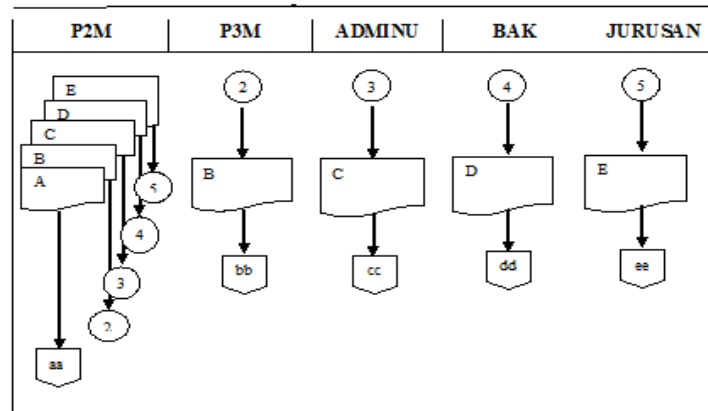 P2M P3M ADMINU BAK JURUSAN
E 2 3 4 5
D
C
B
A B C D E
5
4
bb cc dd ee
3
2
aa